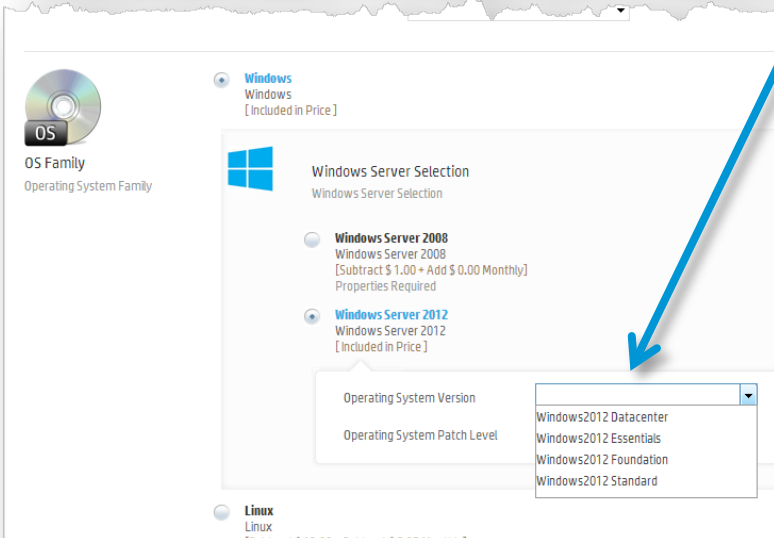 OS
OS Family
Operating System Family
Windows
Windows
[ Included in Price ]
Windows Server Selection
Windows Server Selection
Windows Server 2008
Windows Server 2008
[Subtract $ 1.00 + Add $ 0.00 Monthly]
Properties Required
Windows Server 2012
Windows Server 2012
[ Included in Price ]
Operating System Version
Operating System Patch Level
Windows2012 Datacenter
Windows2012 Essentials
Windows2012 Foundation
Windows2012 Standard
Linux
Linux